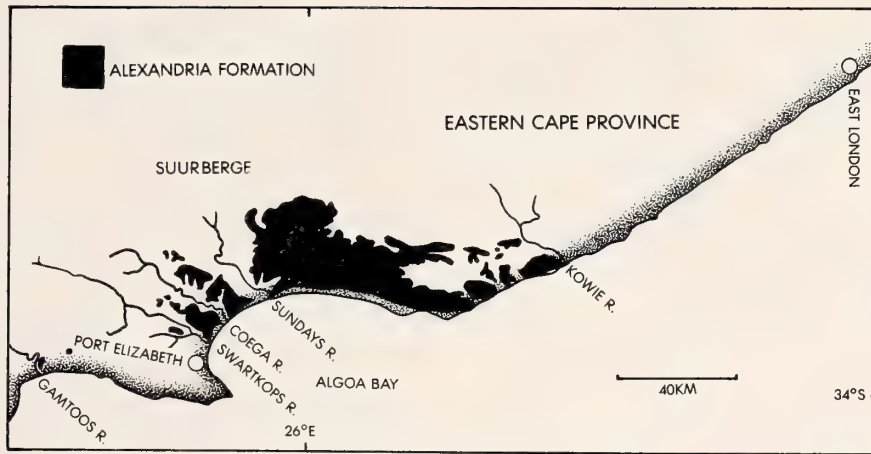 ALEXANDRIA FORMATION
EASTERN CAPE PROVINCE
EAST LONDON
SUURBERGE
KOWIE R.
SUNDAYS R.
COEGA R.
SWARTKOPS R.
PORT ELIZABETH
ALGOA BAY
GAMTOOS R.
40KM
34°S
26°E